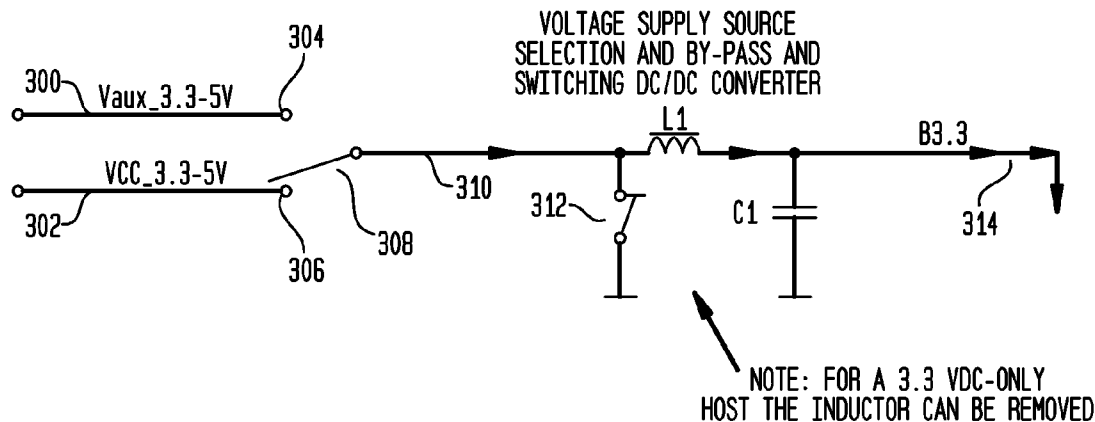 VOLTAGE SUPPLY SOURCE
SELECTION AND BY-PASS AND
SWITCHING DC/DC CONVERTER
300
Vaux_3.3-5V
304
L1
B3.3
VCC_3.3-5V
302
306
308
310
312
C1
314
NOTE: FOR A 3.3 VDC-ONLY
HOST THE INDUCTOR CAN BE REMOVED